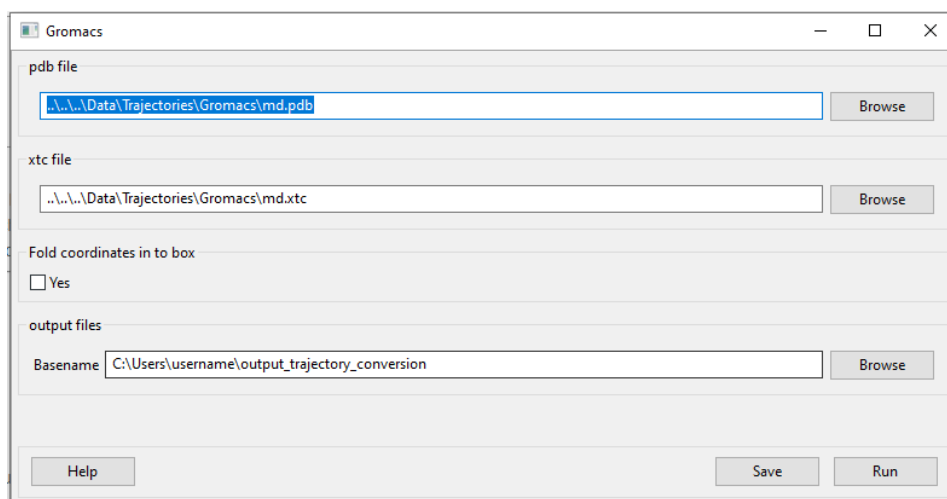 Gromacs
pdb file
..\..\..\Data\Trajectories\Gromacs\md.pdb
Browse
xtc file
..\..\..\Data\Trajectories\Gromacs\md.xtc
Browse
Fold coordinates in to box
Yes
output files
Basename C:\Users\username\output_trajectory_conversion
Browse
Help
Save
Run